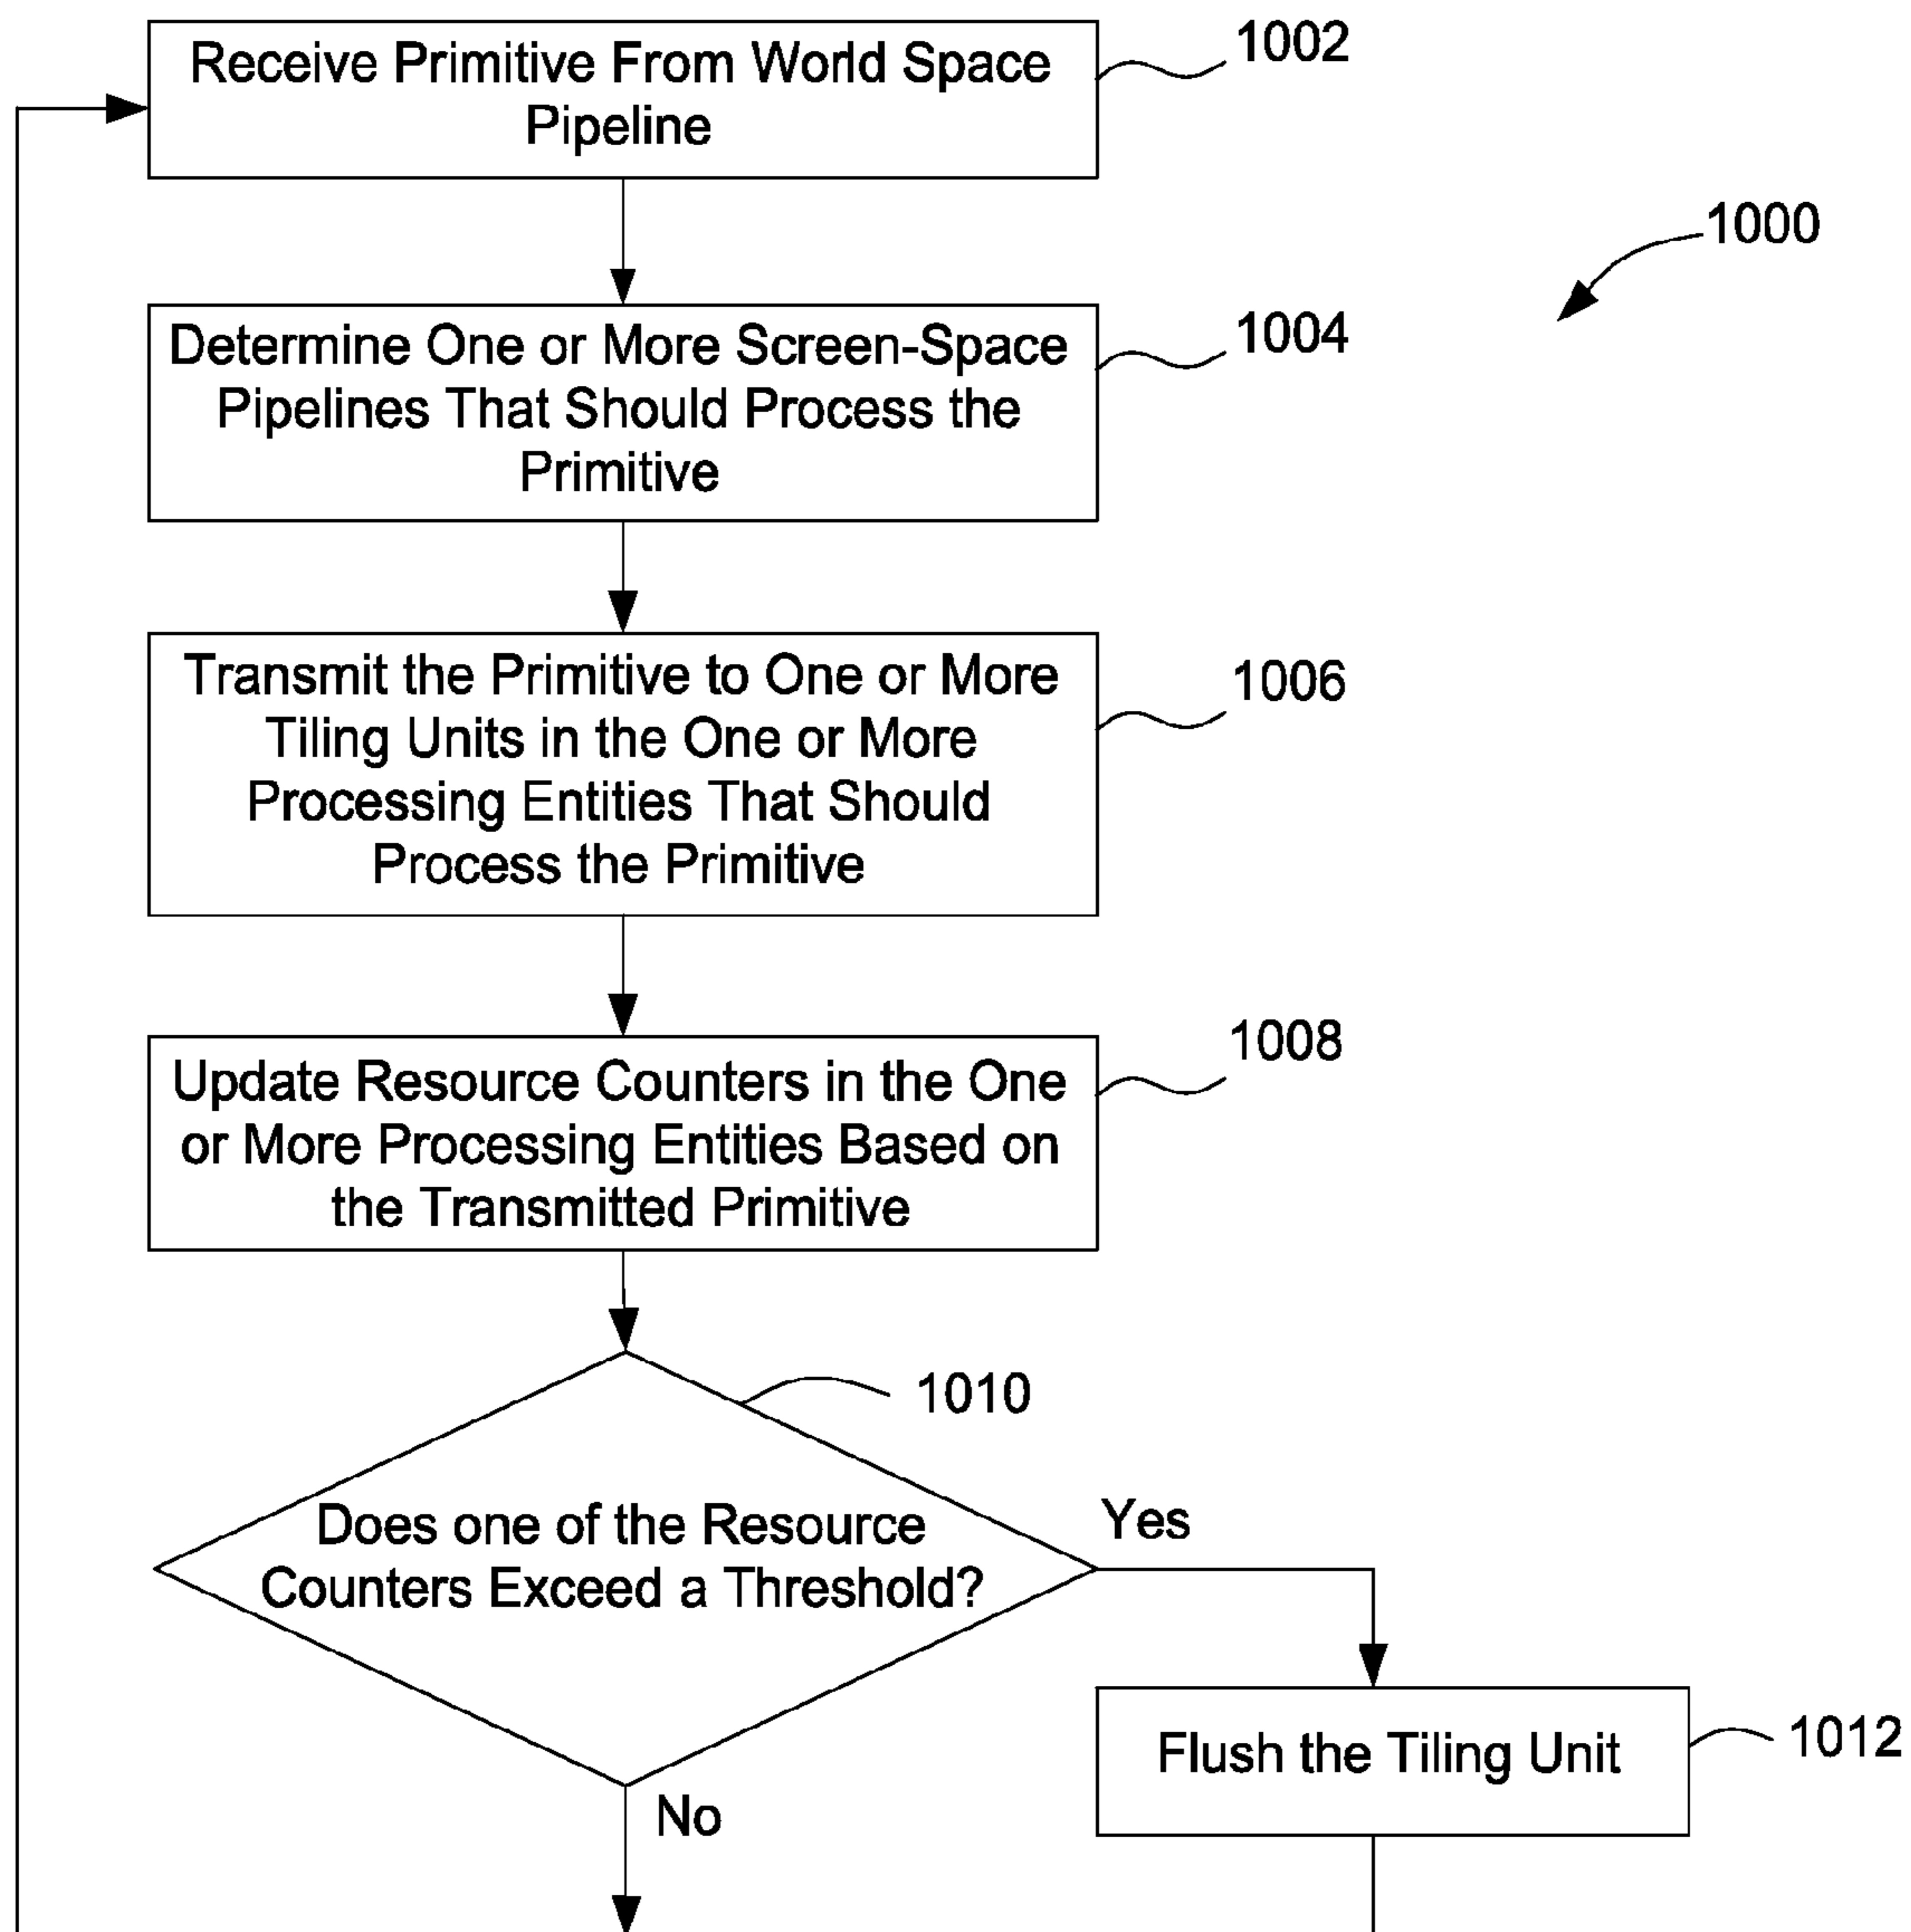 Receive Primitive From World Space
Pipeline
1002
1000
Determine One or More Screen-Space
Pipelines That Should Process the
Primitive
1004
Transmit the Primitive to One or More
Tiling Units in the One or More
Processing Entities That Should
Process the Primitive
1006
Update Resource Counters in the One
or More Processing Entities Based on
the Transmitted Primitive
1008
1010
Does one of the Resource
Counters Exceed a Threshold?
Yes
Flush the Tiling Unit
1012
No